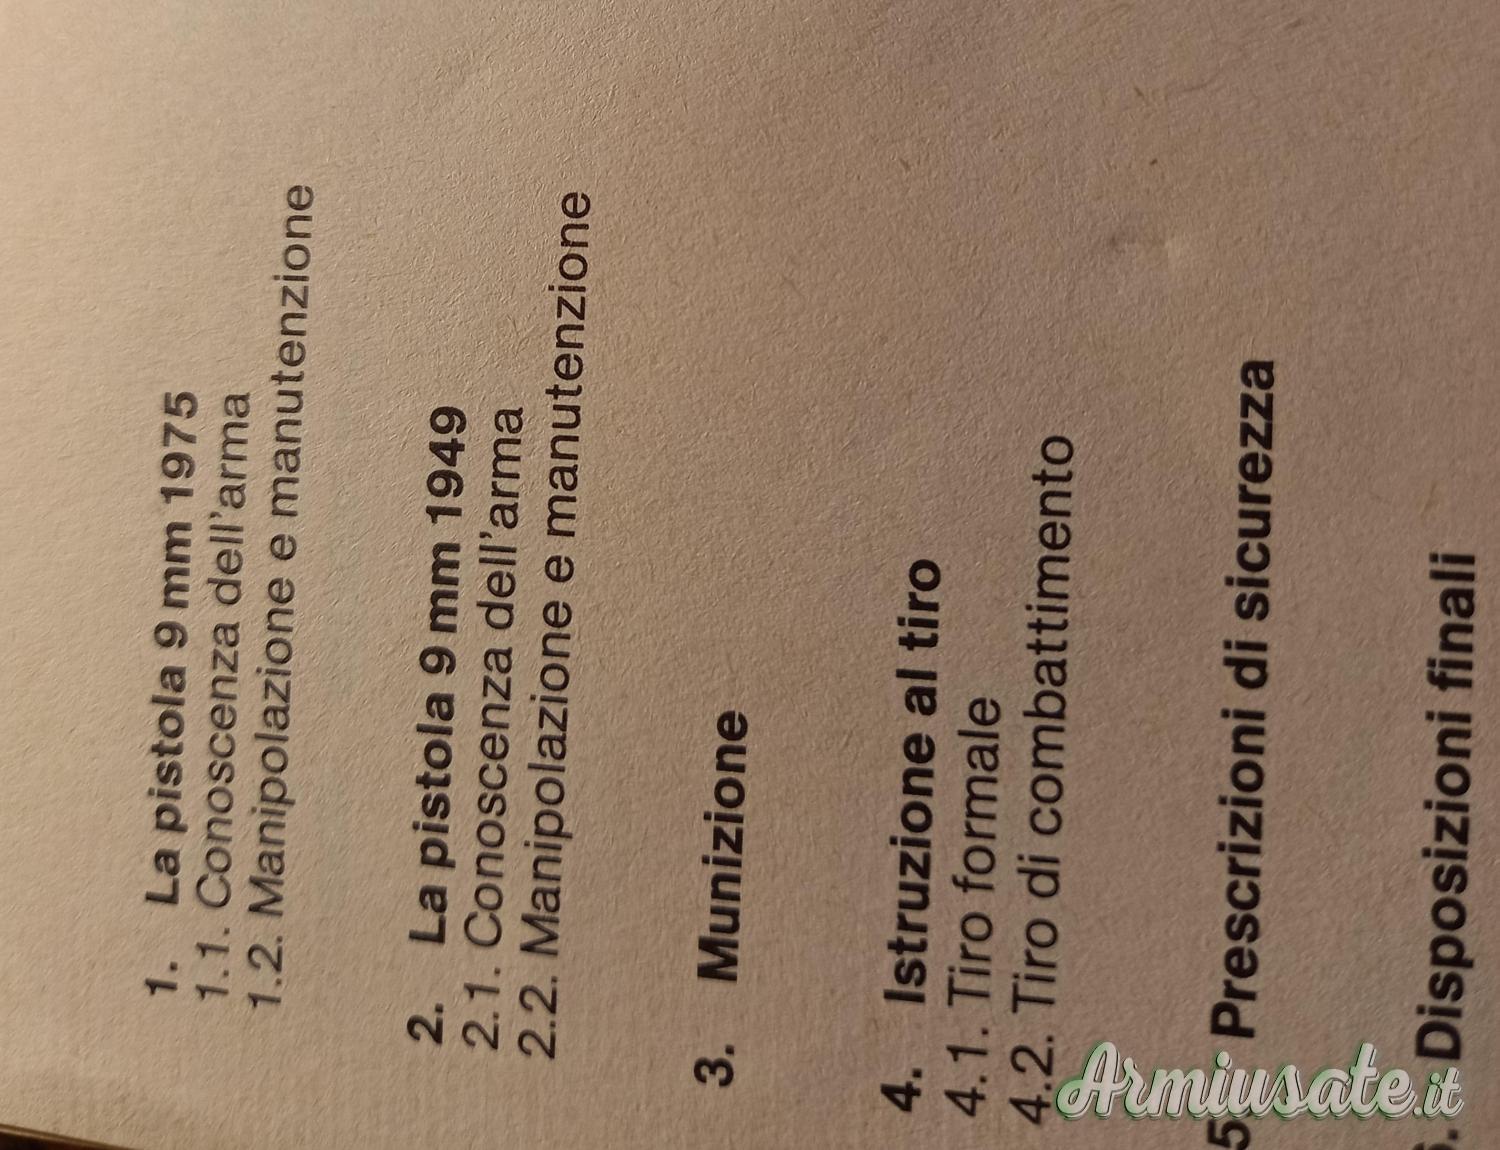 1. La pistola 9 mm 1975
1.1. Conoscenza dell'arma
1.2. Manipolazione e manutenzione
2. La pistola 9 mm 1949
2.1. Conoscenza dell'arma
2.2. Manipolazione e manutenzione
3. Munizione
4. Istruzione al tiro
4.1. Tiro formale
4.2. Tiro di combattimento
5 Prescrizioni di sicurezza
. Disposizioni finali
Armiusate.it